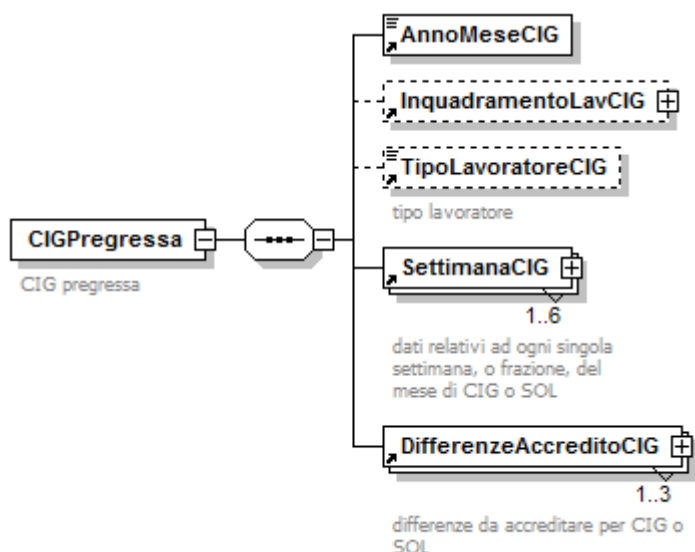 AnnoMeseCIG
InquadramentoLavCIG
TipoLavoratoreCIG
tipo lavoratore
CIGPregressa
CIG pregressa
SettimanaCIG
1..6
dati relativi ad ogni singola
settimana, o frazione, del
mese di CIG o SOL
DifferenzeAccreditoCIG
1..3
differenze da accreditare per CIG o
SOL